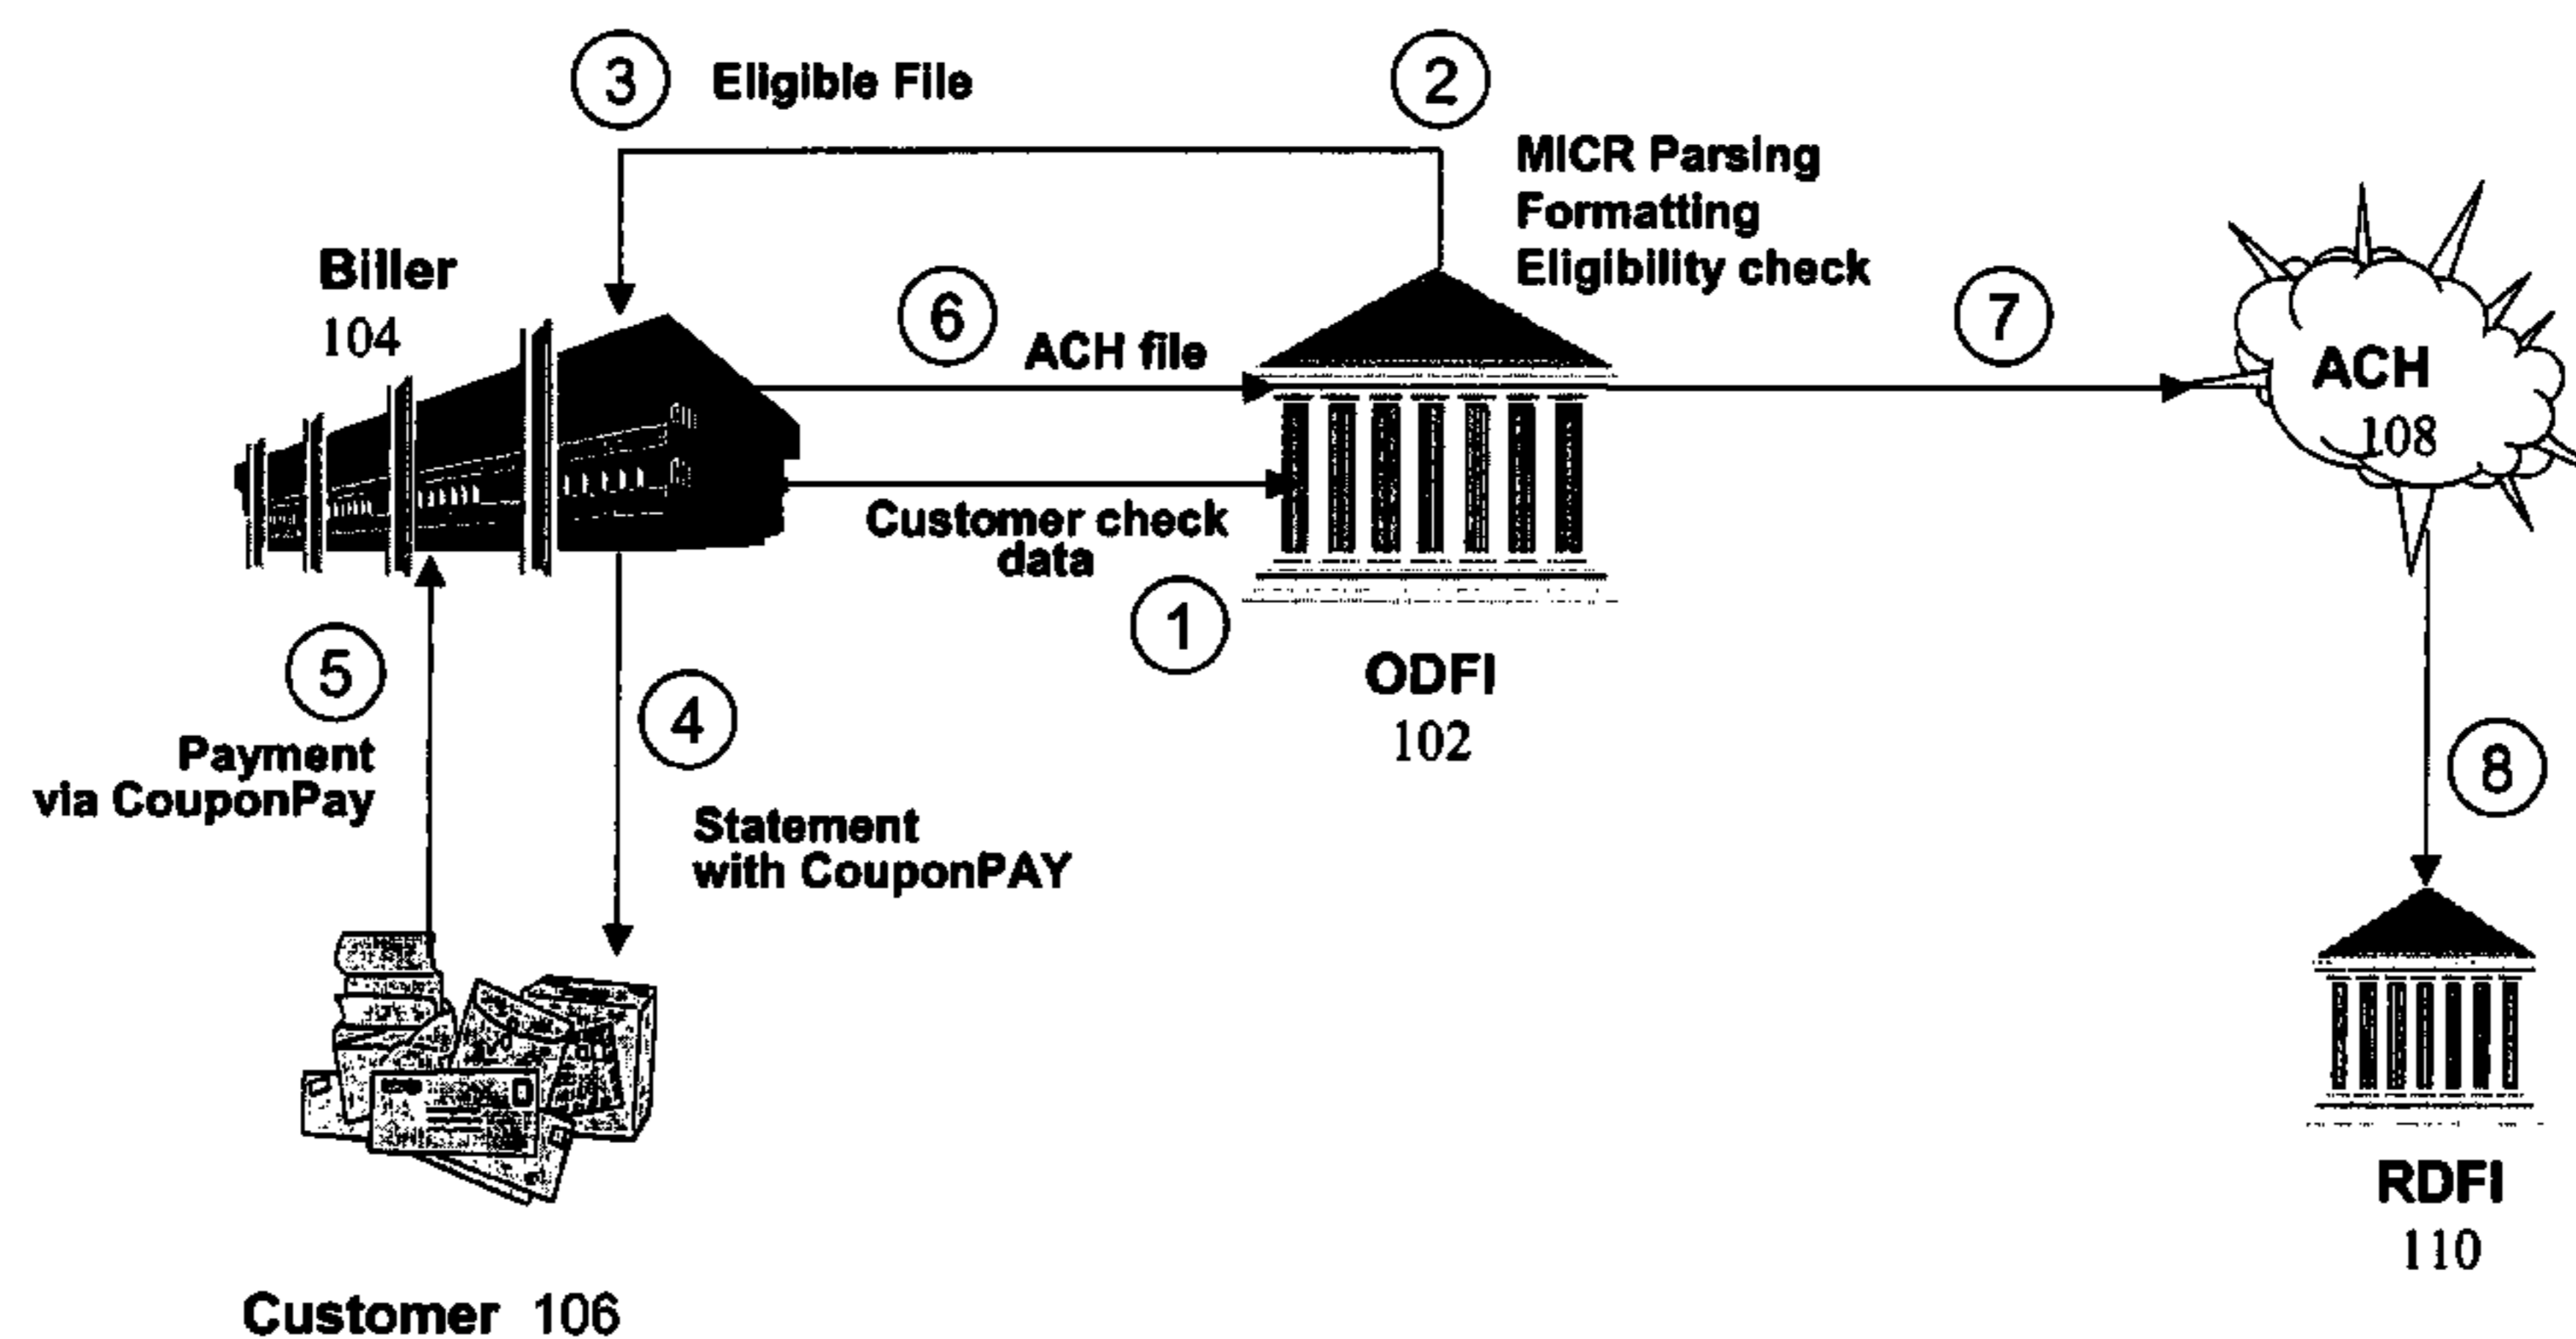 3 Eligible File
2
MICR Parsing
Formatting
Eligibility check
Biller
104
6
ACH file
7
ACH
108
Customer check
data
1
ODFI
102
5
Payment
via CouponPay
4
Statement
with CouponPAY
8
RDFI
110
Customer 106